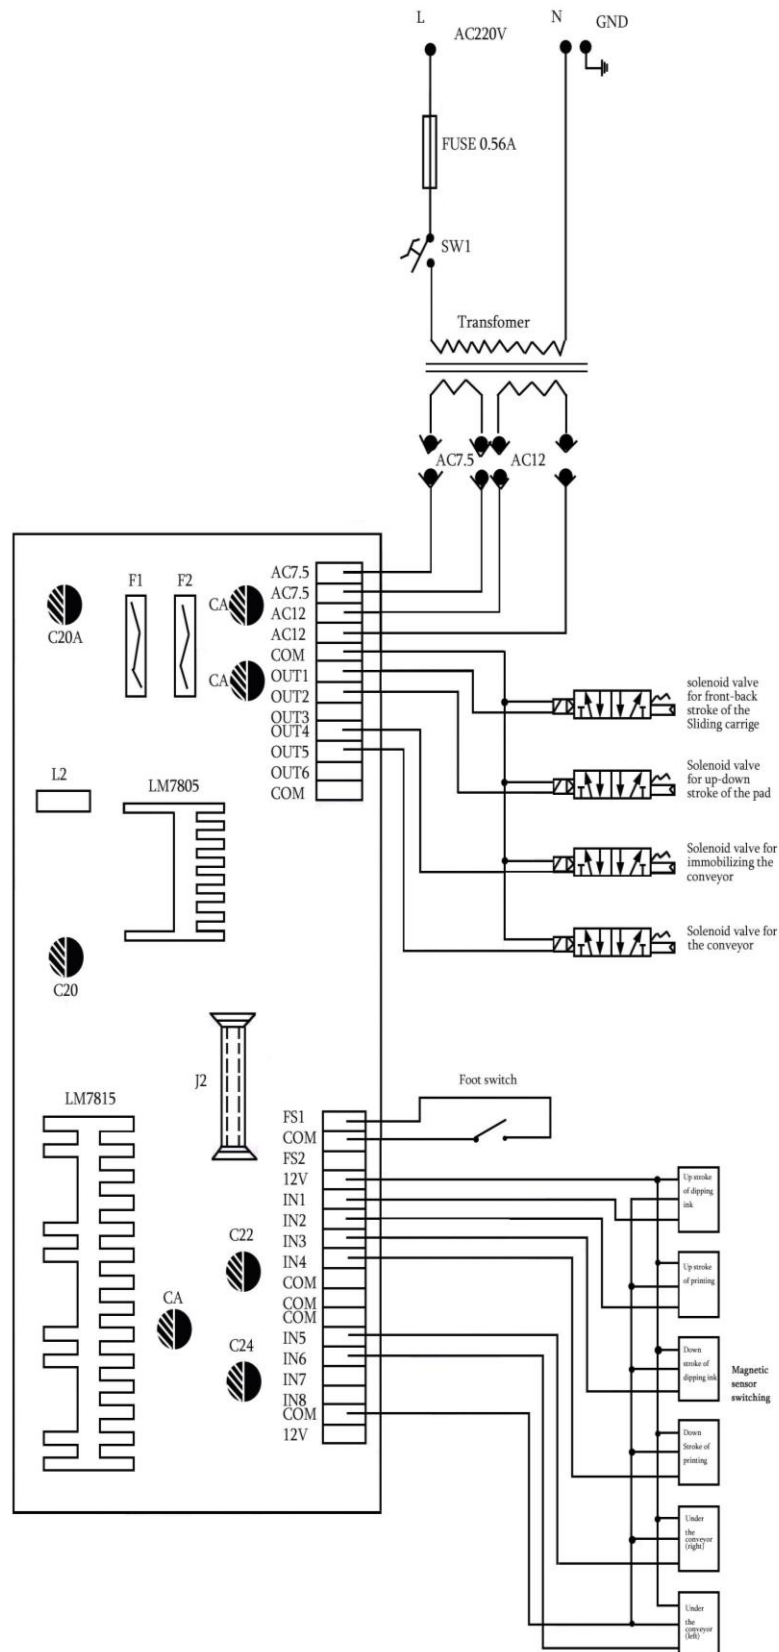 L
AC220V
N
GND
FUSE 0.56A
SW1
Transfomer
AC7.5
AC12
F1
F2
C20A
CA
CA
AC7.5
AC7.5
AC12
AC12
COM
OUT1
OUT2
OUT3
OUT4
OUT5
OUT6
COM
solenoid valve
for front-back
stroke of the
Sliding carrige
Solenoid valve
for up-down
stroke of the pad
Solenoid valve for
immobilizing the
conveyor
Solenoid valve for
the conveyor
L2
LM7805
C20
J2
LM7815
C22
CA
C24
Foot switch
FS1
COM
FS2
12V
IN1
IN2
IN3
IN4
COM
COM
COM
IN5
IN6
IN7
IN8
COM
12V
Up stroke
of dipping
ink
Up stroke
of printing
Down
stroke of
dipping ink
Magnetic
sensor
switching
Down
Stroke of
printing
Under
the
conveyor
(right)
Under
the
conveyor
(left)